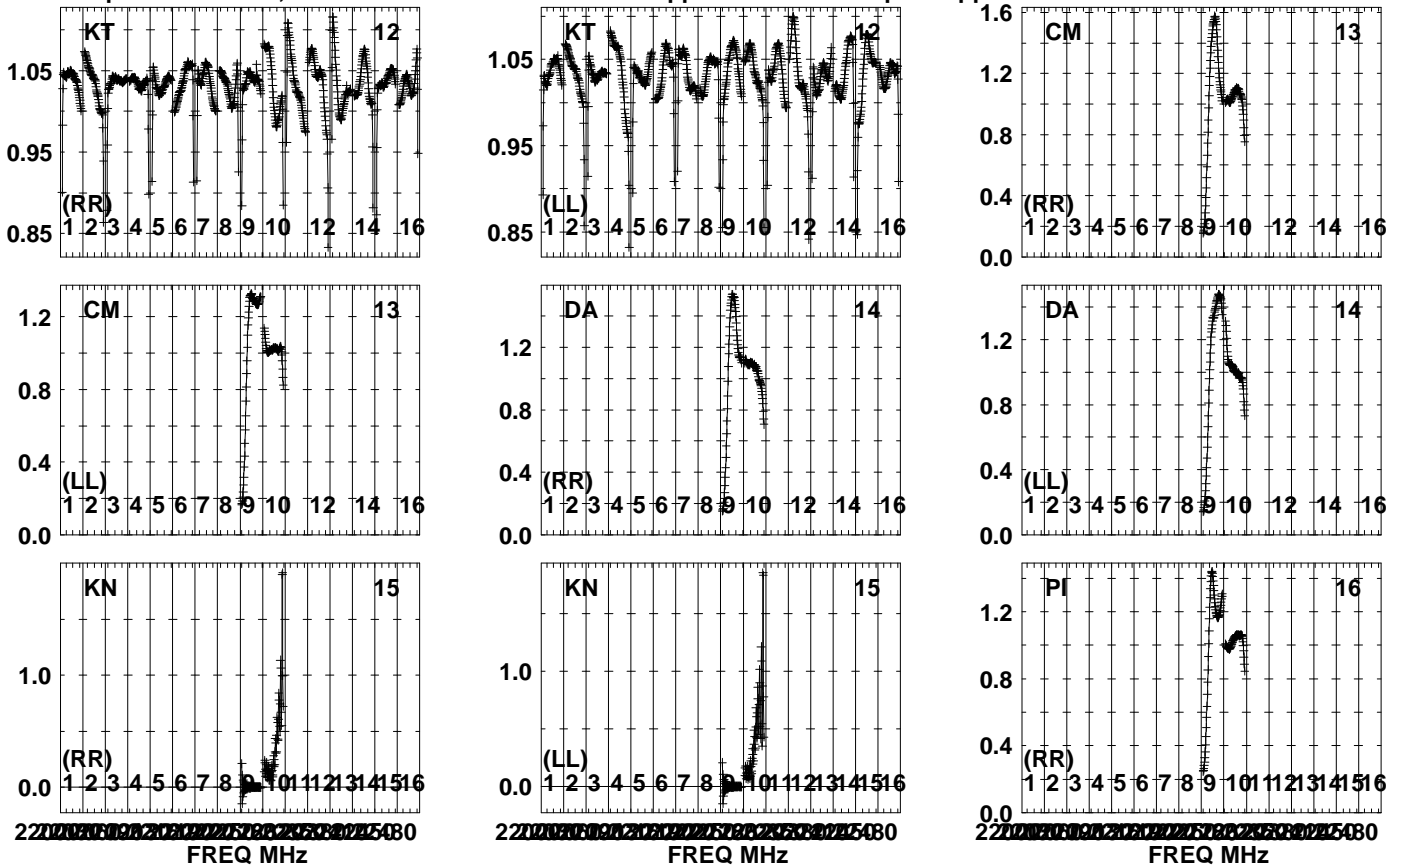 KT 12
1.05
0.95
0.85
(RR)
1 2 3 4 5 6 7 8 9 10 12 14 16
KT 12
1.05
0.95
0.85
(LL)
1 2 3 4 5 6 7 8 9 10 12 14 16
CM 13
1.6
1.2
0.8
0.4
0.0
(RR)
1 2 3 4 5 6 7 8 9 10 12 14 16
CM 13
1.2
0.8
0.4
0.0
(LL)
1 2 3 4 5 6 7 8 9 10 12 14 16
DA 14
1.2
0.8
0.4
0.0
(RR)
1 2 3 4 5 6 7 8 9 10 12 14 16
DA 14
1.2
0.8
0.4
0.0
(LL)
1 2 3 4 5 6 7 8 9 10 12 14 16
KN 15
1.0
0.0
(RR)
1 2 3 4 5 6 7 8 9 10 11 12 13 14 15 16
FREQ MHz
KN 15
1.0
0.0
(LL)
1 2 3 4 5 6 7 8 9 10 11 12 13 14 15 16
FREQ MHz
PI 16
1.2
0.8
0.4
0.0
(RR)
1 2 3 4 5 6 7 8 9 10 11 12 13 14 15 16
FREQ MHz